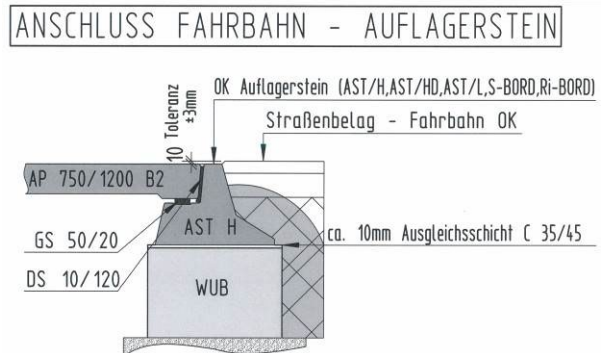 ANSCHLUSS FAHRBAHN - AUFLAGERSTEIN
OK Auflagerstein (AST/H,AST/HD,AST/L,S-BORD,Ri-BORD)
10 Toleranz
±3mm
Straßenbelag - Fahrbahn OK
AP 750/1200 B2
AST H
GS 50/20
ca. 10mm Ausgleichsschicht C 35/45
DS 10/120
WUB